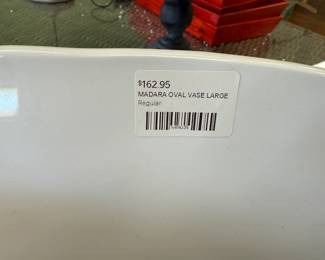 $162.95
MADARA OVAL VASE LARGE
Regular